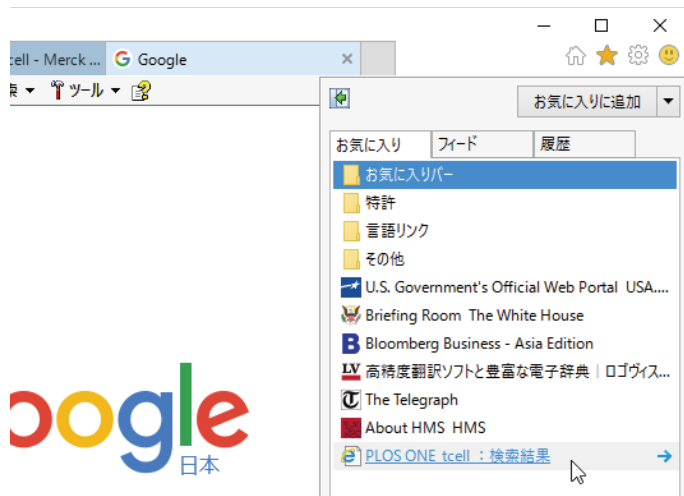 cell - Merck ... Google
ツール
お気に入りに追加
お気に入り フィード 履歴
お気に入りバー
特許
言語リンク
その他
U.S. Government's Official Web Portal USA....
Briefing Room The White House
Bloomberg Business - Asia Edition
高精度翻訳ソフトと豊富な電子辞典｜ロゴヴィス...
The Telegraph
About HMS HMS
PLOS ONE tcell ：検索結果
oogle
日本